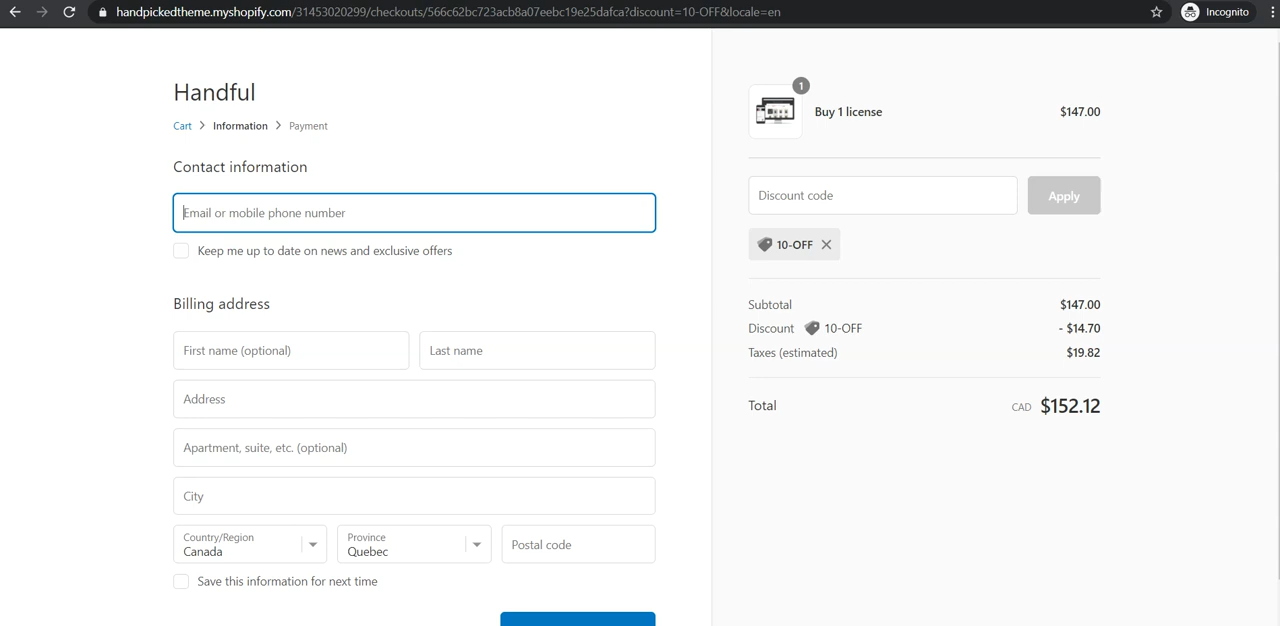 handpickedtheme.myshopify.com/31453020299/checkouts/566c62bc723acb8a07eebc19e25dafca?discount=10-OFF&locale=en
Incognito
Handful
Cart > Information > Payment
Contact information
Email or mobile phone number
Keep me up to date on news and exclusive offers
Billing address
First name (optional)
Last name
Address
Apartment, suite, etc. (optional)
City
Country/Region
Canada
Province
Quebec
Postal code
Save this information for next time
1
Buy 1 license
$147.00
Discount code
Apply
10-OFF
Subtotal $147.00
Discount 10-OFF - $14.70
Taxes (estimated) $19.82
Total CAD $152.12